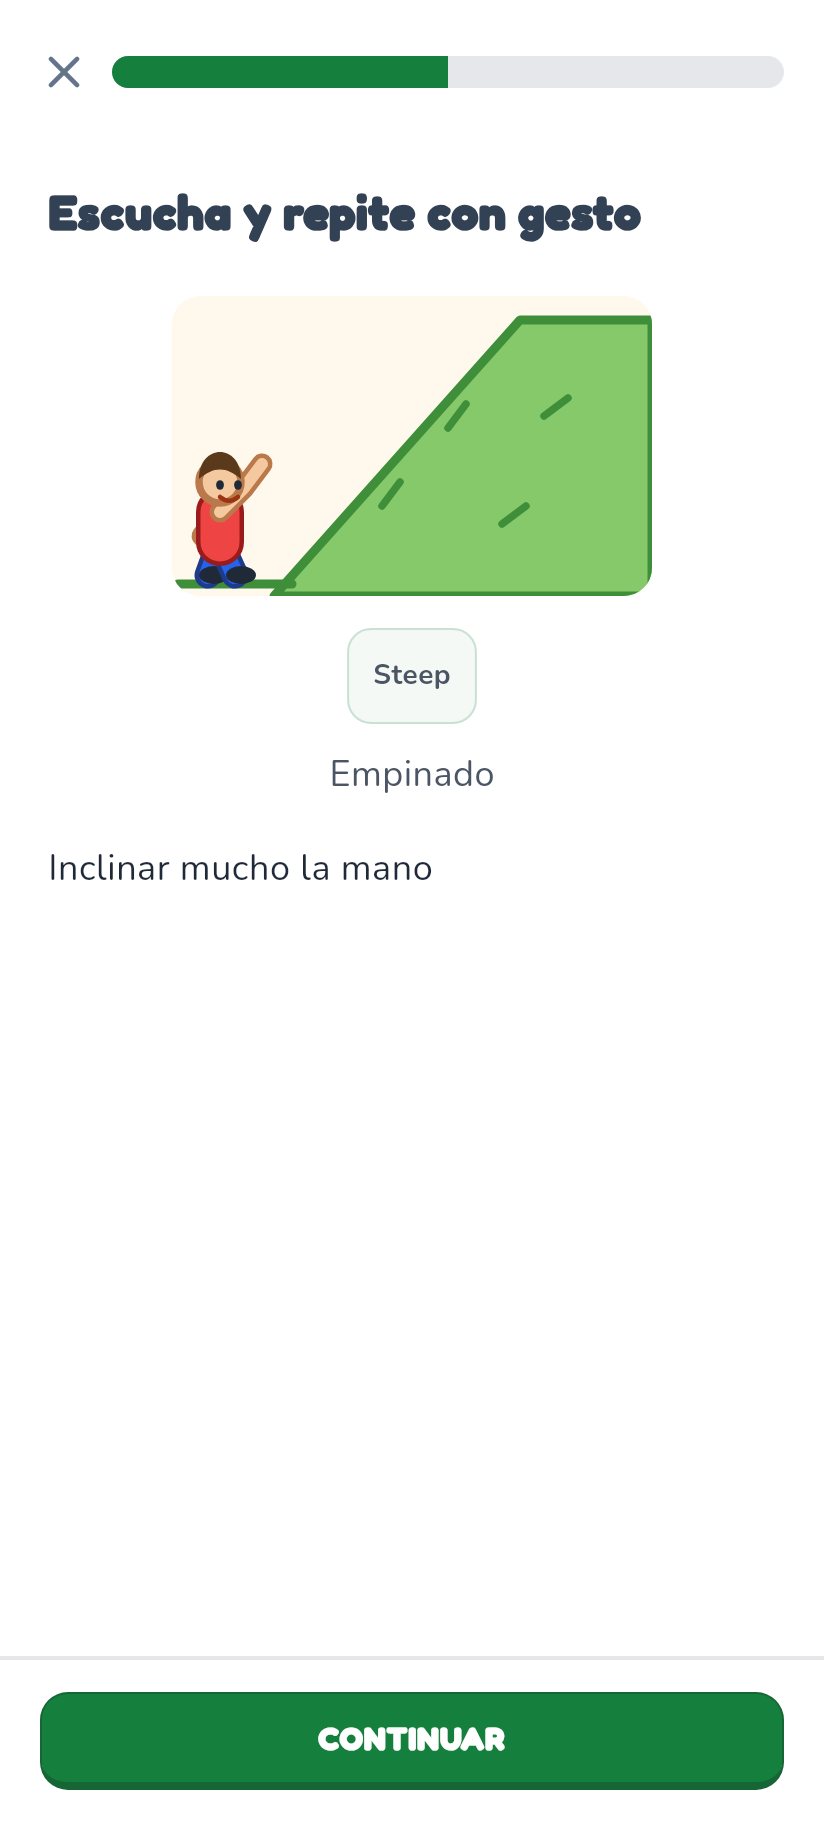 Escucha y repite con gesto
Steep
Empinado
Inclinar mucho la mano
CONTINUAR